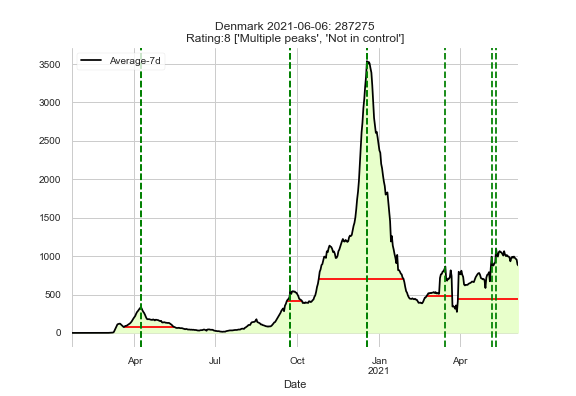 Denmark 2021-06-06: 287275
Rating:8 ['Multiple peaks', 'Not in control']
Average-7d
3500
3000
2500
2000
1500
1000
500
0
Apr
Jul
Oct
Jan
2021
Apr
Date